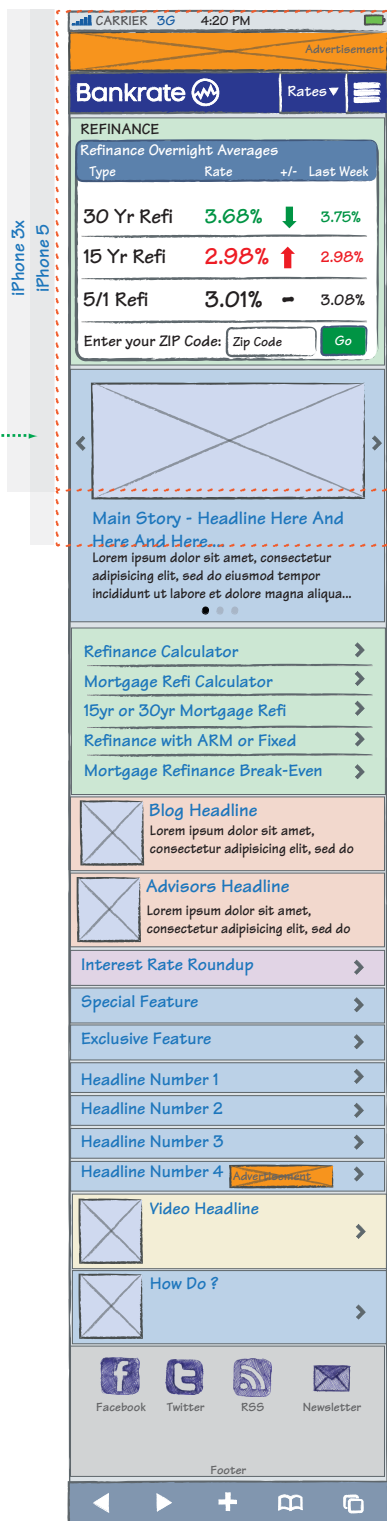 CARRIER 3G 4:20 PM
Advertisement
Bankrate Rates▼
REFINANCE
Refinance Overnight Averages
Type Rate +/- Last Week
30 Yr Refi 3.68% 3.75%
15 Yr Refi 2.98% 2.98%
5/1 Refi 3.01% - 3.08%
Enter your ZIP Code: Zip Code Go
iPhone 3x
iPhone 5
Main Story - Headline Here And
Here And Here...
Lorem ipsum dolor sit amet, consectetur
adipisicing elit, sed do eiusmod tempor
incididunt ut labore et dolore magna aliqua...
Refinance Calculator
Mortgage Refi Calculator
15yr or 30yr Mortgage Refi
Refinance with ARM or Fixed
Mortgage Refinance Break-Even
Blog Headline
Lorem ipsum dolor sit amet,
consectetur adipisicing elit, sed do
Advisors Headline
Lorem ipsum dolor sit amet,
consectetur adipisicing elit, sed do
Interest Rate Roundup
Special Feature
Exclusive Feature
Headline Number 1
Headline Number 2
Headline Number 3
Headline Number 4 Advertisement
Video Headline
How Do ?
Facebook Twitter RSS Newsletter
Footer